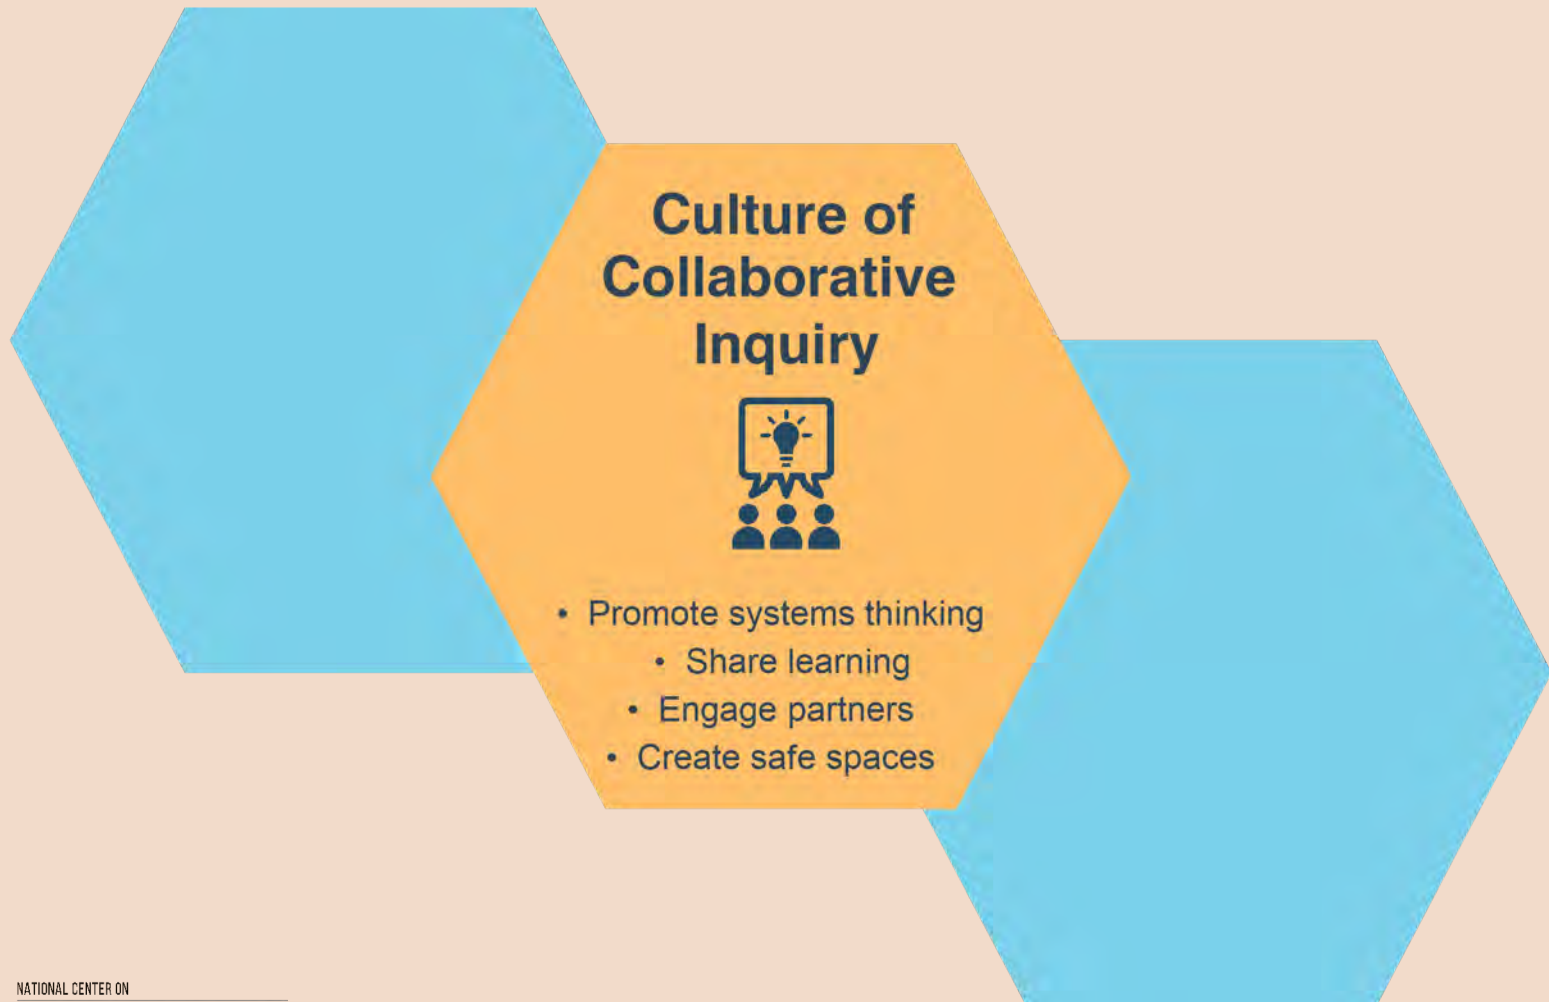 Culture of
Collaborative
Inquiry
• Promote systems thinking
• Share learning
• Engage partners
• Create safe spaces
NATIONAL CENTER ON